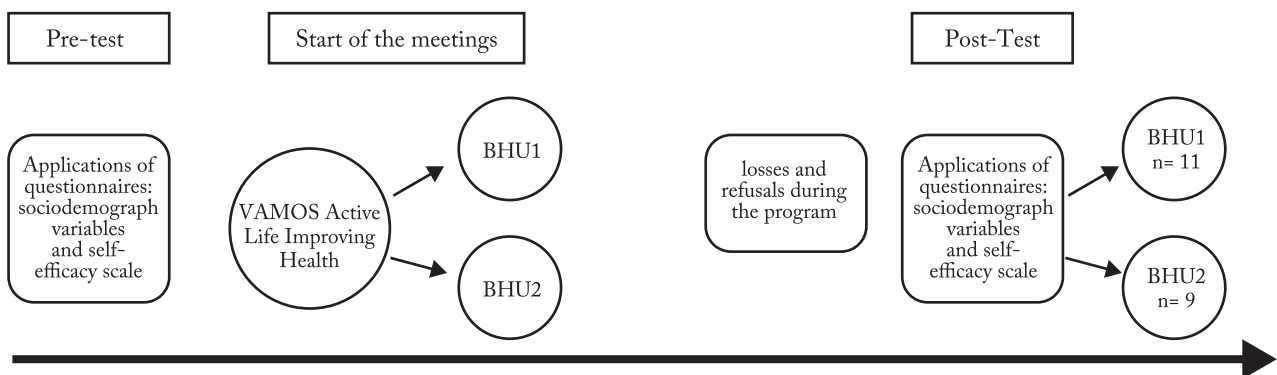 Pre-test
Start of the meetings
Post-Test
Applications of
questionnaires:
sociodemograph
variables
and self-
efficacy scale
VAMOS Active
Life Improving
Health
BHU1
BHU2
losses and
refusals during
the program
Applications of
questionnaires:
sociodemograph
variables
and self-
efficacy scale
BHU1
n= 11
BHU2
n= 9